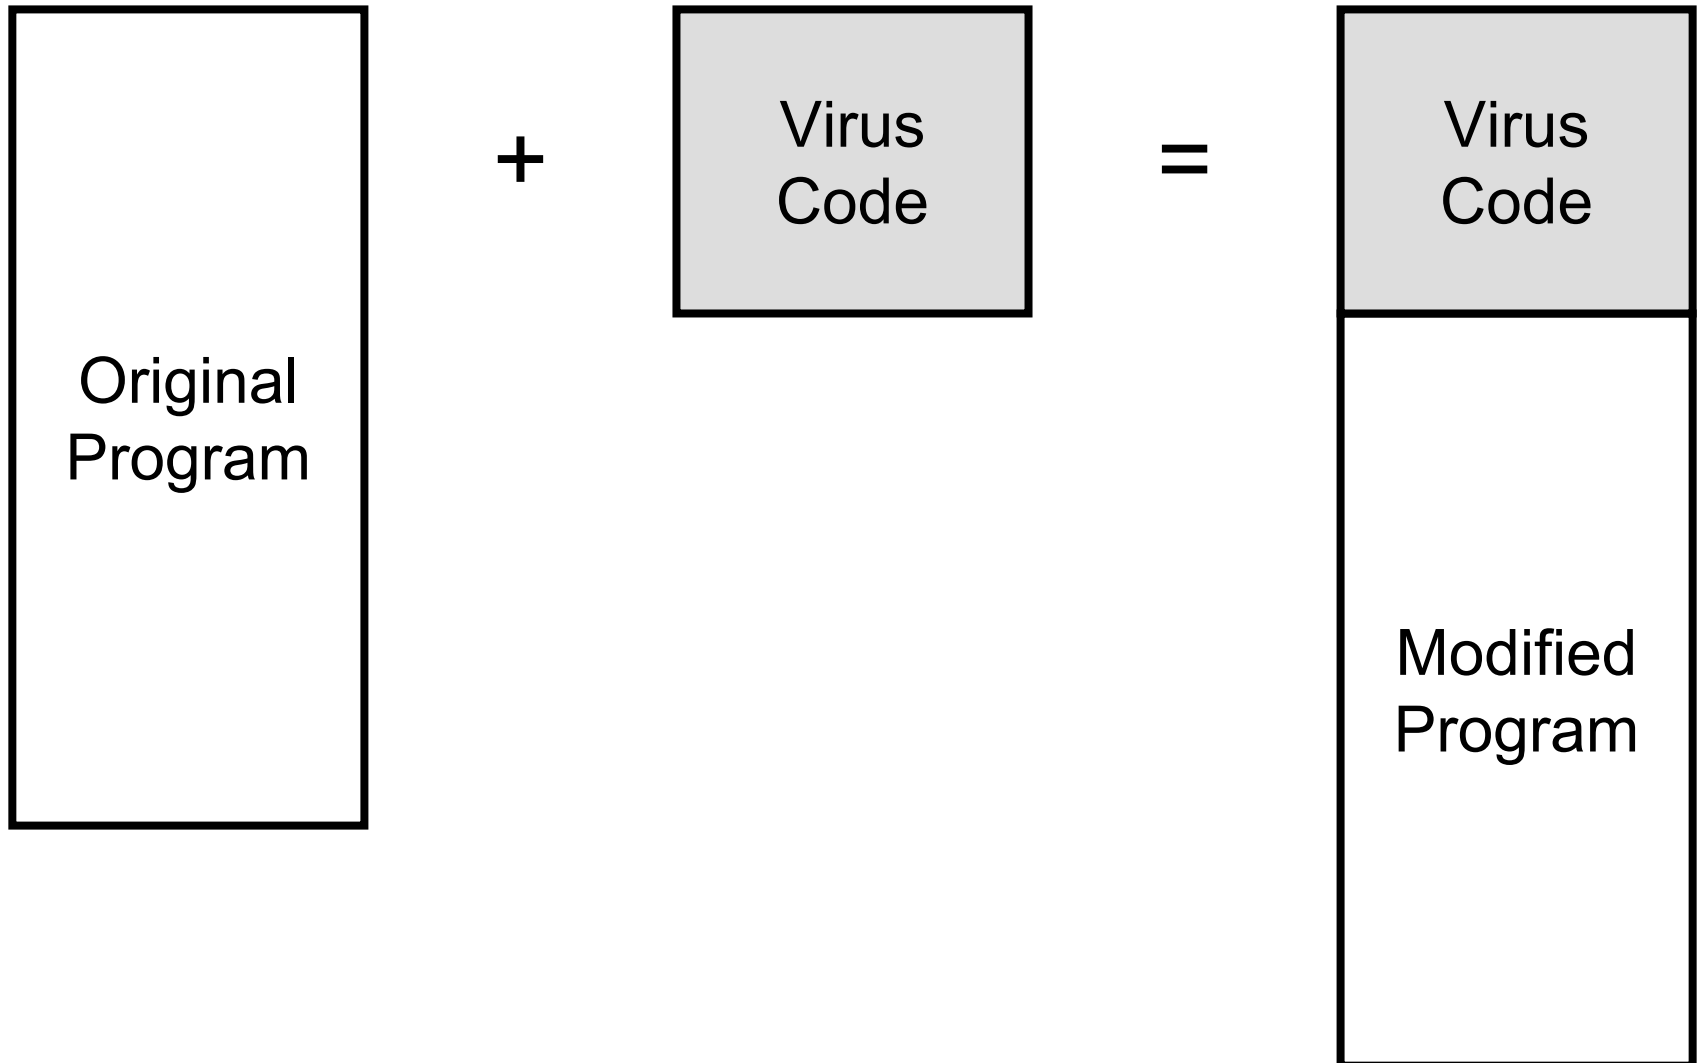 Original
Program
+
Virus
Code
=
Virus
Code
Modified
Program